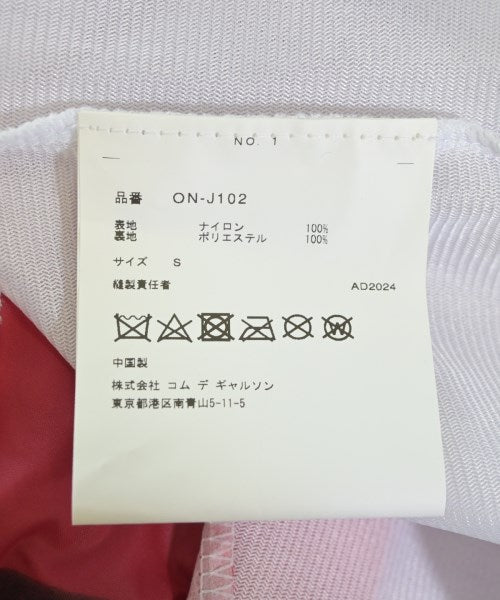 NO. 1
品番 ON-J102
表地 ナイロン 100%
裏地 ポリエステル 100%
サイズ S
縫製責任者 AD2024
中国製
株式会社 コム デ ギャルソン
東京都港区南青山5-11-5